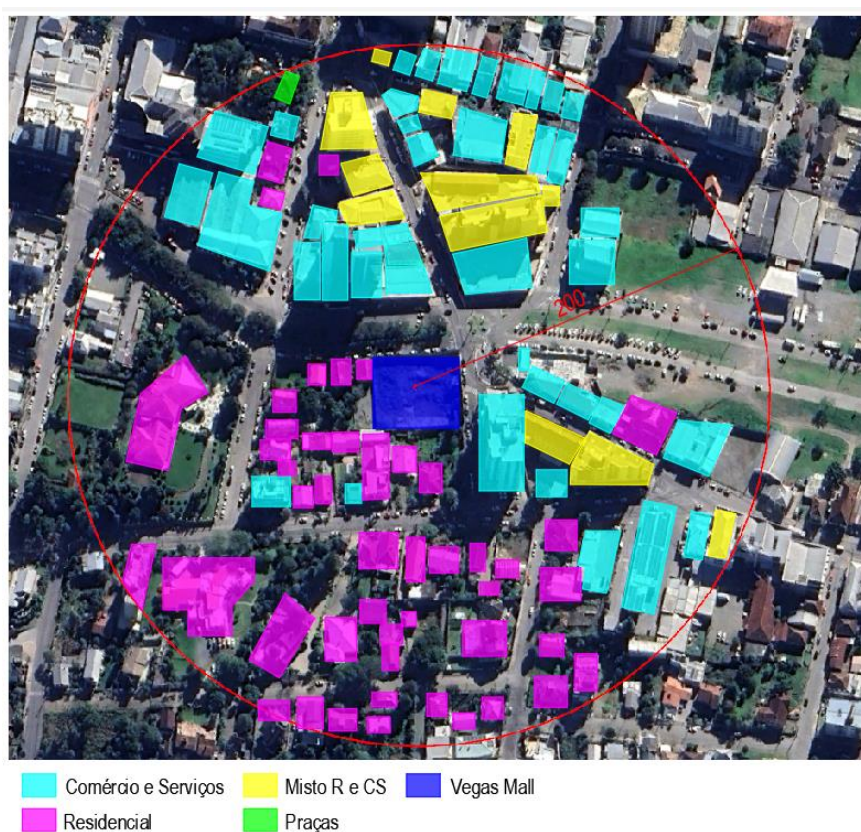 200
Comércio e Serviços
Misto R e CS
Vegas Mall
Residencial
Praças